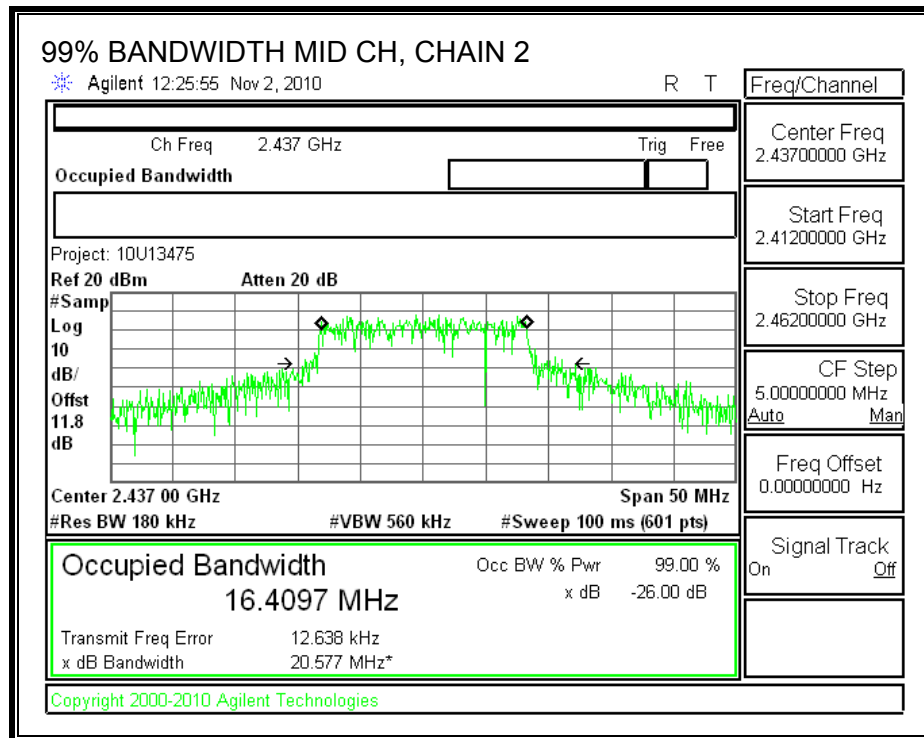 99% BANDWIDTH MID CH, CHAIN 2
Agilent 12:25:55 Nov 2, 2010 R T
Freq/Channel
Ch Freq 2.437 GHz Trig Free
Occupied Bandwidth
Center Freq
2.43700000 GHz
Start Freq
2.41200000 GHz
Stop Freq
2.46200000 GHz
CF Step
5.00000000 MHz
Auto Man
Freq Offset
0.00000000 Hz
Signal Track
On Off
Project: 10U13475
Ref 20 dBm Atten 20 dB
#Samp
Log
10
dB/
Offst
11.8
dB
Center 2.437 00 GHz Span 50 MHz
#Res BW 180 kHz #VBW 560 kHz #Sweep 100 ms (601 pts)
Occupied Bandwidth Occ BW % Pwr 99.00 %
16.4097 MHz x dB -26.00 dB
Transmit Freq Error 12.638 kHz
x dB Bandwidth 20.577 MHz*
Copyright 2000-2010 Agilent Technologies